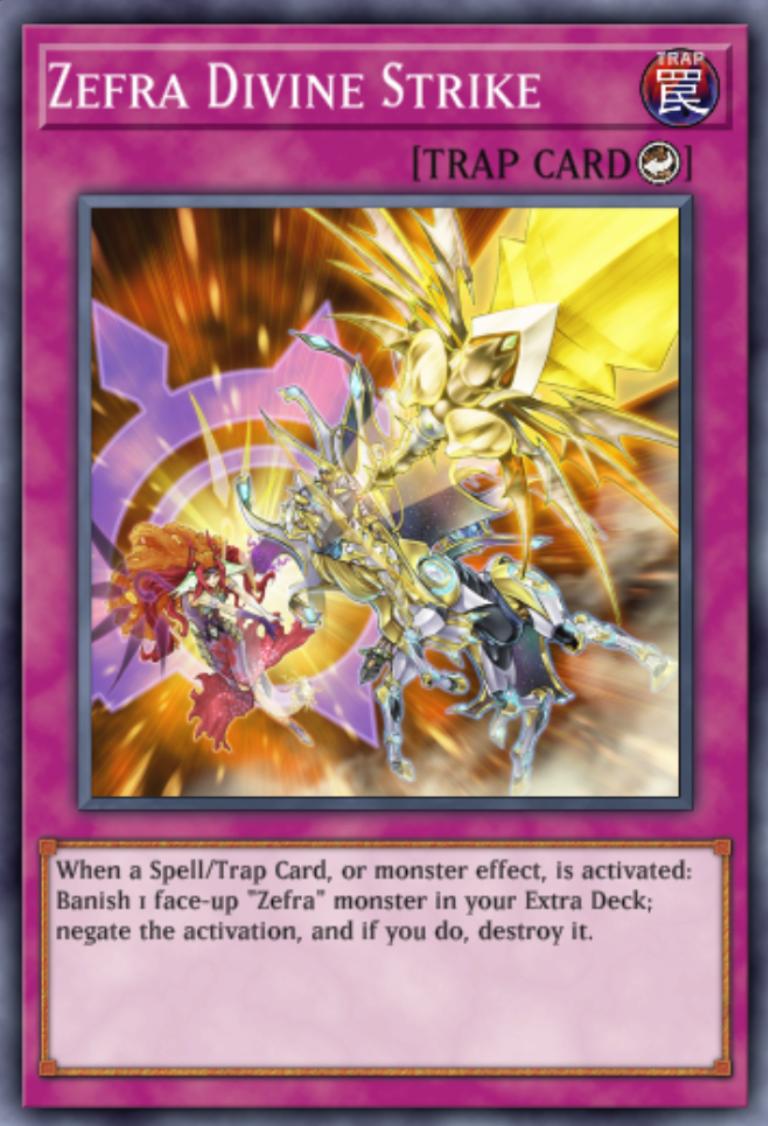 ZEFRA DIVINE STRIKE
TRAP
罠
[TRAP CARD]
When a Spell/Trap Card, or monster effect, is activated:
Banish 1 face-up "Zefra" monster in your Extra Deck;
negate the activation, and if you do, destroy it.